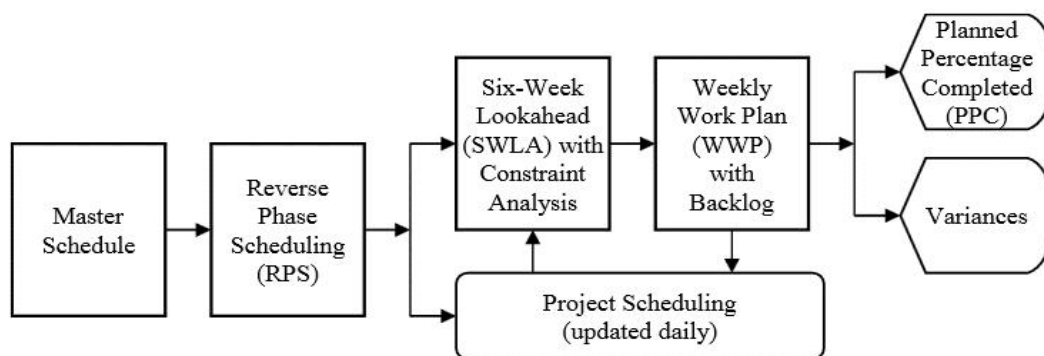 Master
Schedule
Reverse
Phase
Scheduling
(RPS)
Six-Week
Lookahead
(SWLA) with
Constraint
Analysis
Weekly
Work Plan
(WWP)
with
Backlog
Project Scheduling
(updated daily)
Planned
Percentage
Completed
(PPC)
Variances